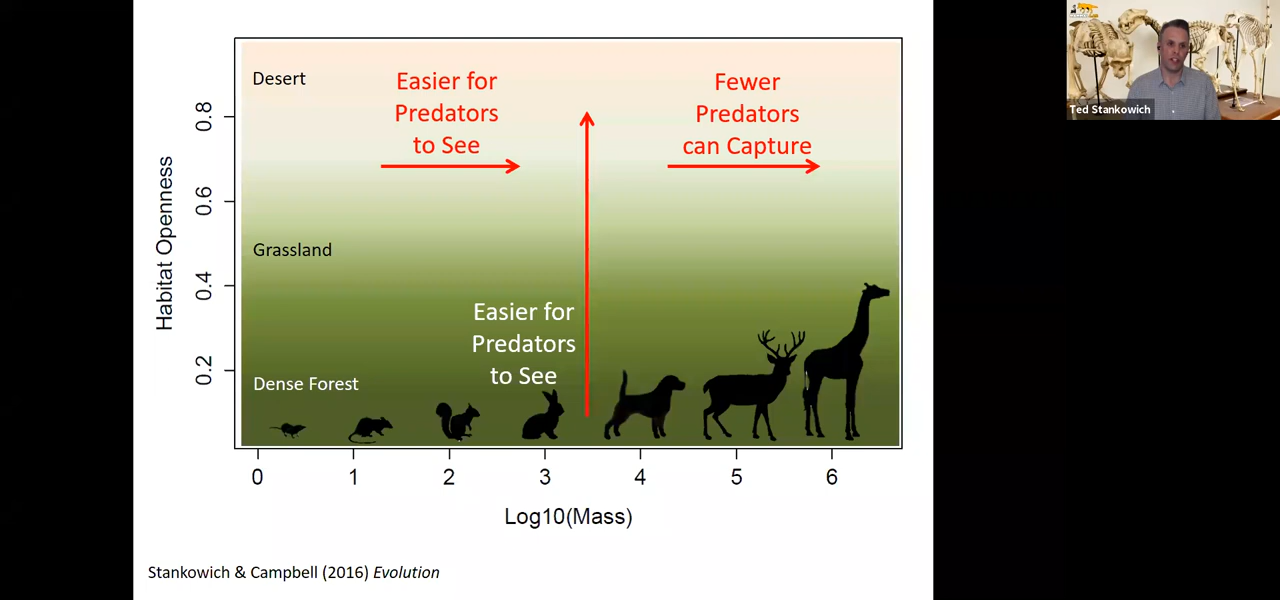 Desert
Easier for
Predators
to See
Fewer
Predators
can Capture
Grassland
Easier for
Predators
to See
Dense Forest
Habitat Openness
0.8
0.6
0.4
0.2
0 1 2 3 4 5 6
Log10(Mass)
Stankowich & Campbell (2016) Evolution
Ted Stankowich